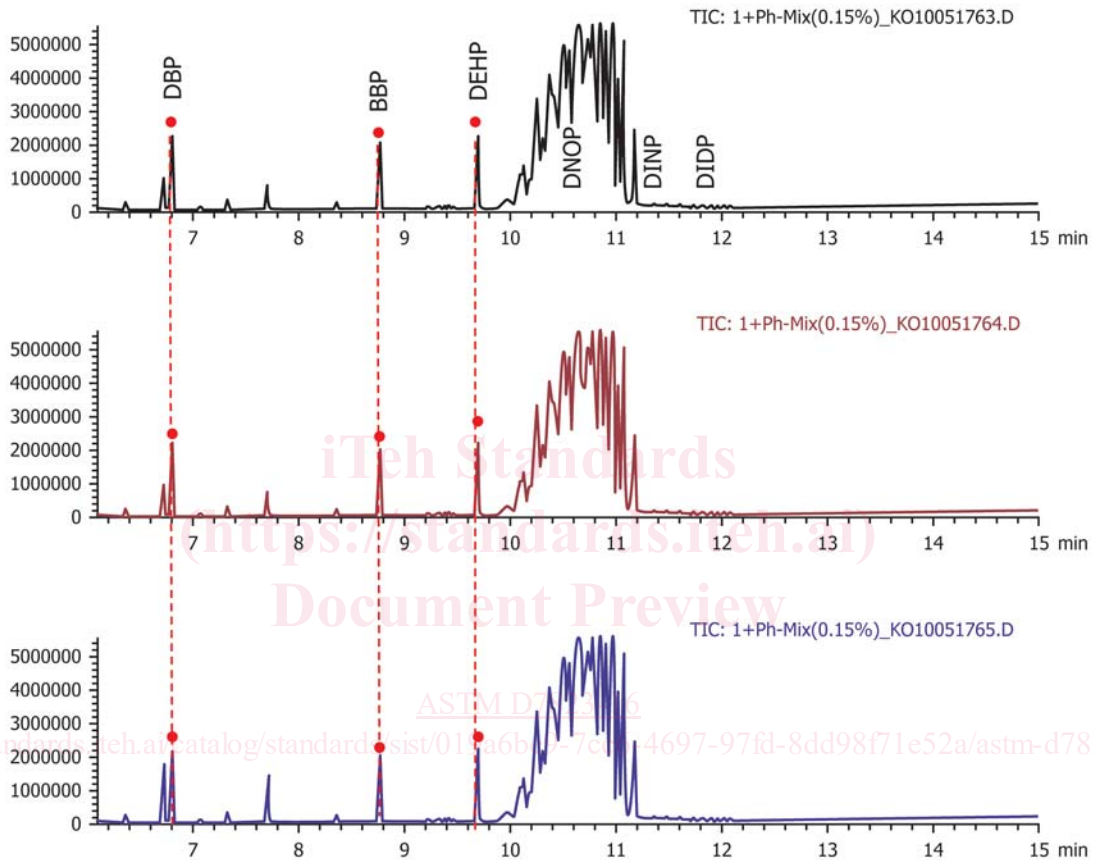 TIC: 1+Ph-Mix(0.15%)_KO10051763.D
5000000
4000000
3000000
2000000
1000000
0
DBP
BBP
DEHP
DNOP
DINP
DIDP
7 8 9 10 11 12 13 14 15 min
TIC: 1+Ph-Mix(0.15%)_KO10051764.D
5000000
4000000
3000000
2000000
1000000
0
iTeh Standards
7 8 9 10 11 12 13 14 15 min
(https://standards.iteh.ai)
Document Preview
TIC: 1+Ph-Mix(0.15%)_KO10051765.D
5000000
4000000
3000000
2000000
1000000
0
ASTM
7 8 9 10 11 12 13 14 15 min